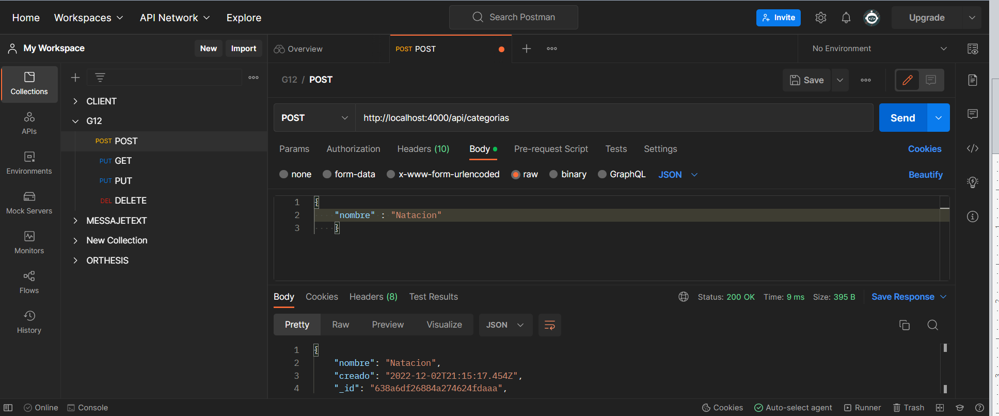 Home Workspaces API Network Explore Search Postman Invite Upgrade
My Workspace New Import Overview POST POST No Environment
G12 / POST Save
Collections
APIs
Environments
Mock Servers
Monitors
Flows
History
CLIENT
G12
POST POST
PUT GET
PUT PUT
DEL DELETE
MESSAJETEXT
New Collection
ORTHESIS
POST http://localhost:4000/api/categorias Send
Params Authorization Headers (10) Body Pre-request Script Tests Settings Cookies
none form-data x-www-form-urlencoded raw binary GraphQL JSON Beautify
1 {
2 "nombre" : "Natacion"
3 }
Body Cookies Headers (8) Test Results Status: 200 OK Time: 9 ms Size: 395 B Save Response
Pretty Raw Preview Visualize JSON
1 {
2 "nombre": "Natacion",
3 "creado": "2022-12-02T21:15:17.454Z",
4 "_id": "638a6df26884a274624fdaaa",
Online Console Cookies Auto-select agent Runner Trash